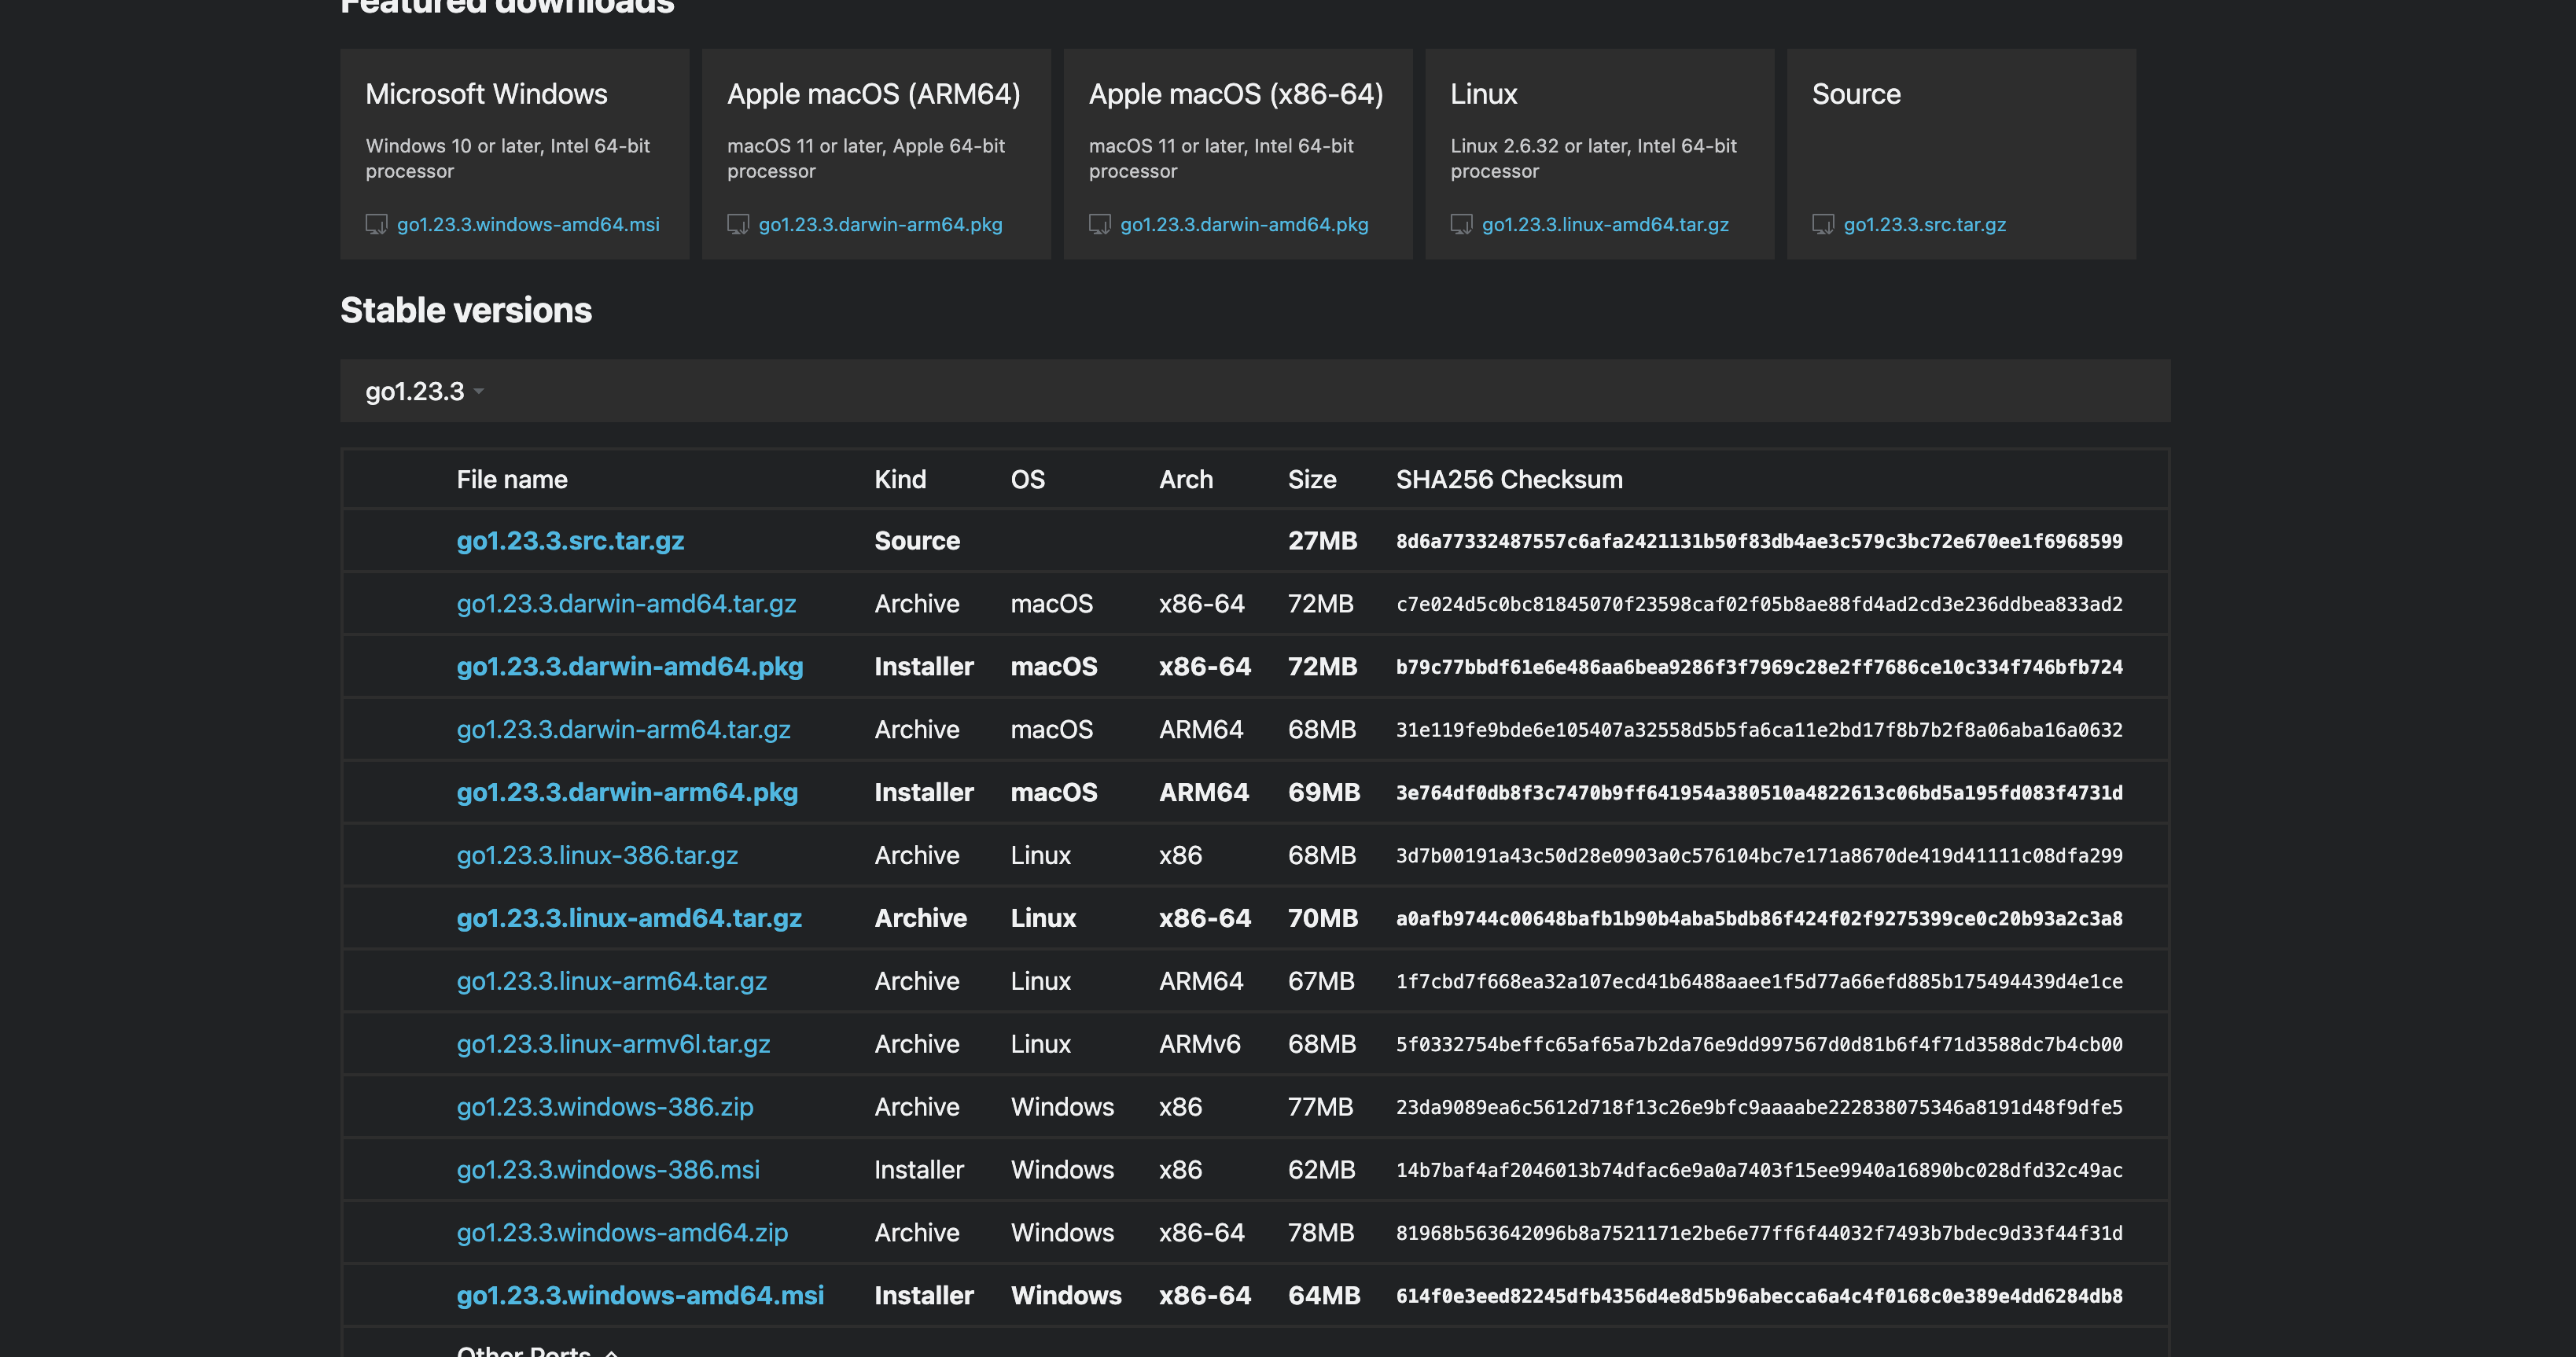 Featured downloads
Microsoft Windows
Windows 10 or later, Intel 64-bit
processor
go1.23.3.windows-amd64.msi
Apple macOS (ARM64)
macOS 11 or later, Apple 64-bit
processor
go1.23.3.darwin-arm64.pkg
Apple macOS (x86-64)
macOS 11 or later, Intel 64-bit
processor
go1.23.3.darwin-amd64.pkg
Linux
Linux 2.6.32 or later, Intel 64-bit
processor
go1.23.3.linux-amd64.tar.gz
Source
go1.23.3.src.tar.gz
Stable versions
go1.23.3
File name Kind OS Arch Size SHA256 Checksum
go1.23.3.src.tar.gz Source 27MB 8d6a77332487557c6afa2421131b50f83db4ae3c579c3bc72e670ee1f6968599
go1.23.3.darwin-amd64.tar.gz Archive macOS x86-64 72MB c7e024d5c0bc81845070f23598caf02f05b8ae88fd4ad2cd3e236ddbea833ad2
go1.23.3.darwin-amd64.pkg Installer macOS x86-64 72MB b79c77bbdf61e6e486aa6bea9286f3f7969c28e2ff7686ce10c334f746bfb724
go1.23.3.darwin-arm64.tar.gz Archive macOS ARM64 68MB 31e119fe9bde6e105407a32558d5b5fa6ca11e2bd17f8b7b2f8a06aba16a0632
go1.23.3.darwin-arm64.pkg Installer macOS ARM64 69MB 3e764df0db8f3c7470b9ff641954a380510a4822613c06bd5a195fd083f4731d
go1.23.3.linux-386.tar.gz Archive Linux x86 68MB 3d7b00191a43c50d28e0903a0c576104bc7e171a8670de419d41111c08dfa299
go1.23.3.linux-amd64.tar.gz Archive Linux x86-64 70MB a0afb9744c00648bafb1b90b4aba5bdb86f424f02f9275399ce0c20b93a2c3a8
go1.23.3.linux-arm64.tar.gz Archive Linux ARM64 67MB 1f7cbd7f668ea32a107ecd41b6488aaee1f5d77a66efd885b175494439d4e1ce
go1.23.3.linux-armv6l.tar.gz Archive Linux ARMv6 68MB 5f0332754beffc65af65a7b2da76e9dd997567d0d81b6f4f71d3588dc7b4cb00
go1.23.3.windows-386.zip Archive Windows x86 77MB 23da9089ea6c5612d718f13c26e9bfc9aaaabe222838075346a8191d48f9dfe5
go1.23.3.windows-386.msi Installer Windows x86 62MB 14b7baf4af2046013b74dfac6e9a0a7403f15ee9940a16890bc028dfd32c49ac
go1.23.3.windows-amd64.zip Archive Windows x86-64 78MB 81968b563642096b8a7521171e2be6e77ff6f44032f7493b7bdec9d33f44f31d
go1.23.3.windows-amd64.msi Installer Windows x86-64 64MB 614f0e3eed82245dfb4356d4e8d5b96abecca6a4c4f0168c0e389e4dd6284db8
Other Ports